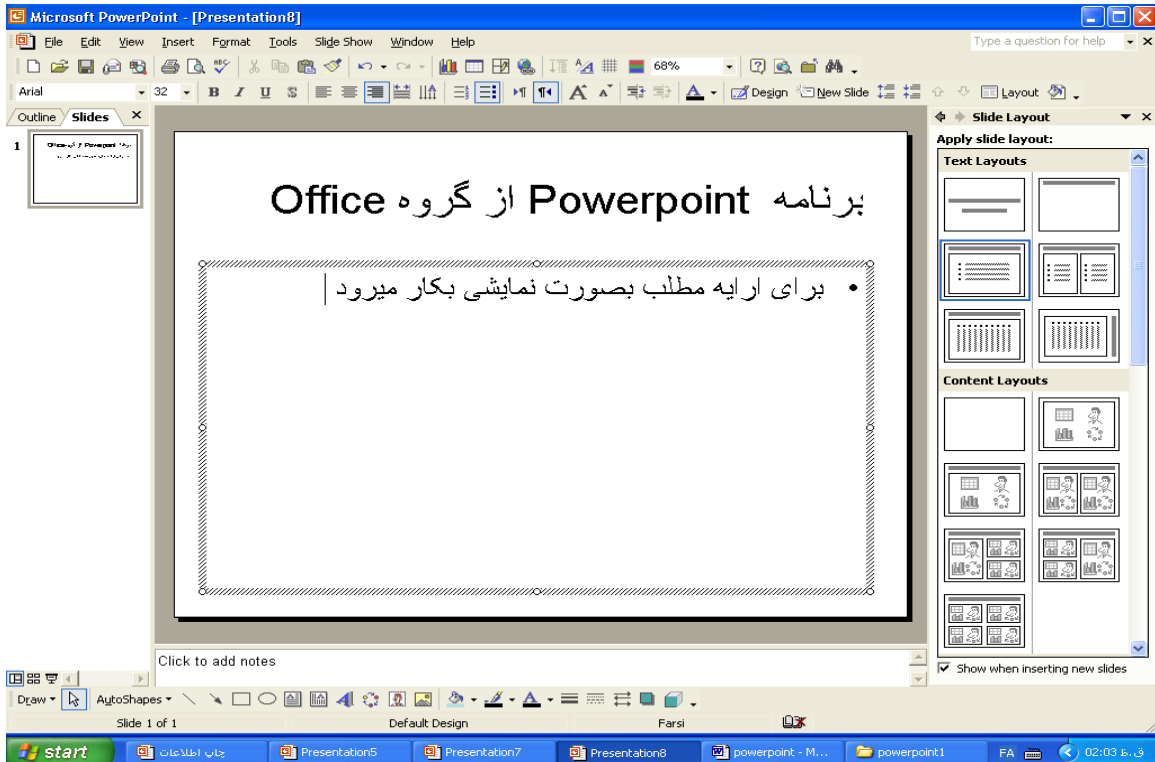 Microsoft PowerPoint - [Presentation8]
File Edit View Insert Format Tools Slide Show Window Help
Type a question for help
68%
Arial 32 B I U S Design New Slide Layout
Outline Slides
Slide Layout
Apply slide layout:
Text Layouts
1
برنامه Powerpoint از گروه Office
برای ارایه مطلب بصورت نمایشی بکار میرود
Content Layouts
Click to add notes
Show when inserting new slides
Draw AutoShapes
Slide 1 of 1 Default Design Farsi
start چاپ اطلاعات Presentation5 Presentation7 Presentation8 powerpoint - M... powerpoint1 FA 02:03 ق.ظ